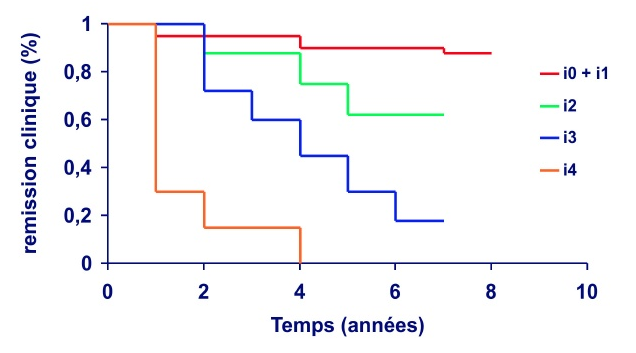 remission clinique (%)
1
0,8
0,6
0,4
0,2
0
0 2 4 6 8 10
Temps (années)
i0 + i1
i2
i3
i4